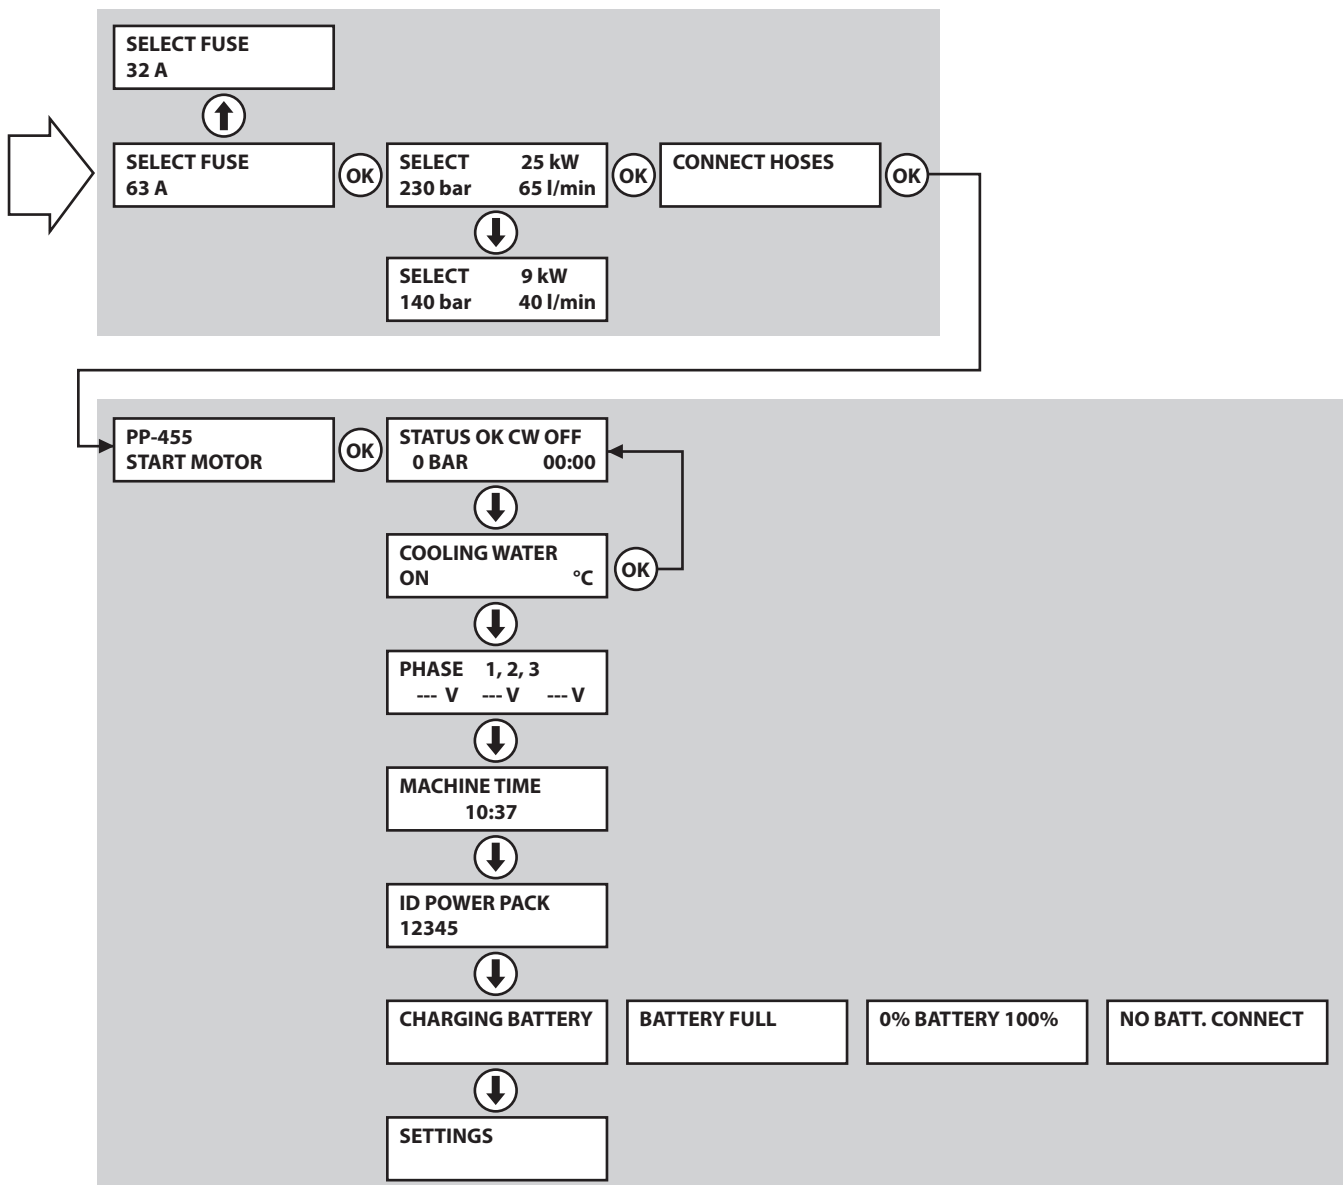 SELECT FUSE
32 A
SELECT FUSE
63 A
OK
SELECT 25 kW
230 bar 65 l/min
OK
CONNECT HOSES
OK
SELECT 9 kW
140 bar 40 l/min
PP-455
START MOTOR
OK
STATUS OK CW OFF
0 BAR 00:00
COOLING WATER
ON °C
OK
PHASE 1, 2, 3
--- V --- V --- V
MACHINE TIME
10:37
ID POWER PACK
12345
CHARGING BATTERY
BATTERY FULL
0% BATTERY 100%
NO BATT. CONNECT
SETTINGS